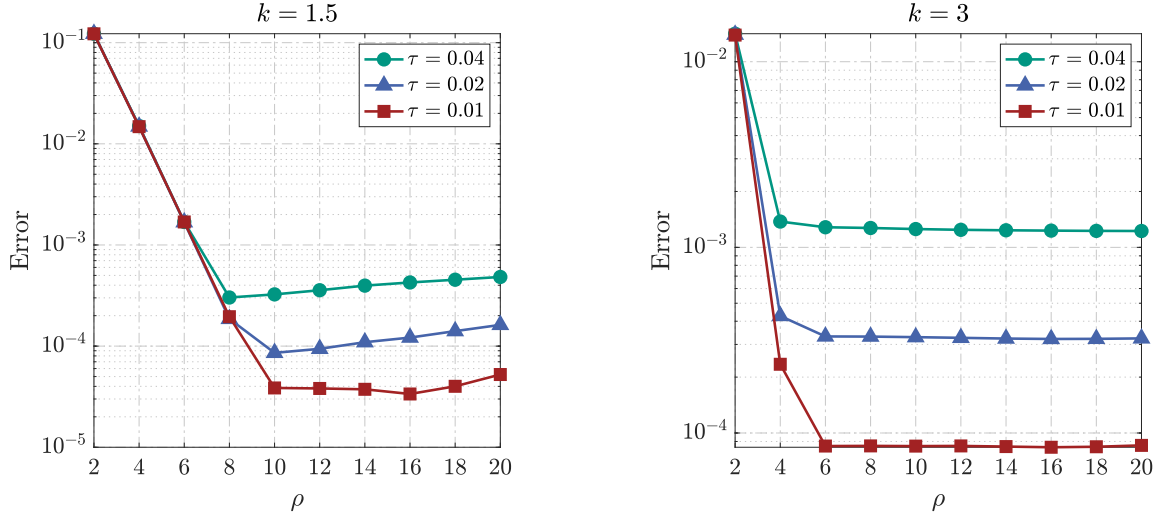 k = 1.5
10⁻¹
10⁻²
10⁻³
10⁻⁴
10⁻⁵
Error
τ = 0.04
τ = 0.02
τ = 0.01
2 4 6 8 10 12 14 16 18 20
ρ
k = 3
10⁻²
10⁻³
10⁻⁴
Error
τ = 0.04
τ = 0.02
τ = 0.01
2 4 6 8 10 12 14 16 18 20
ρ